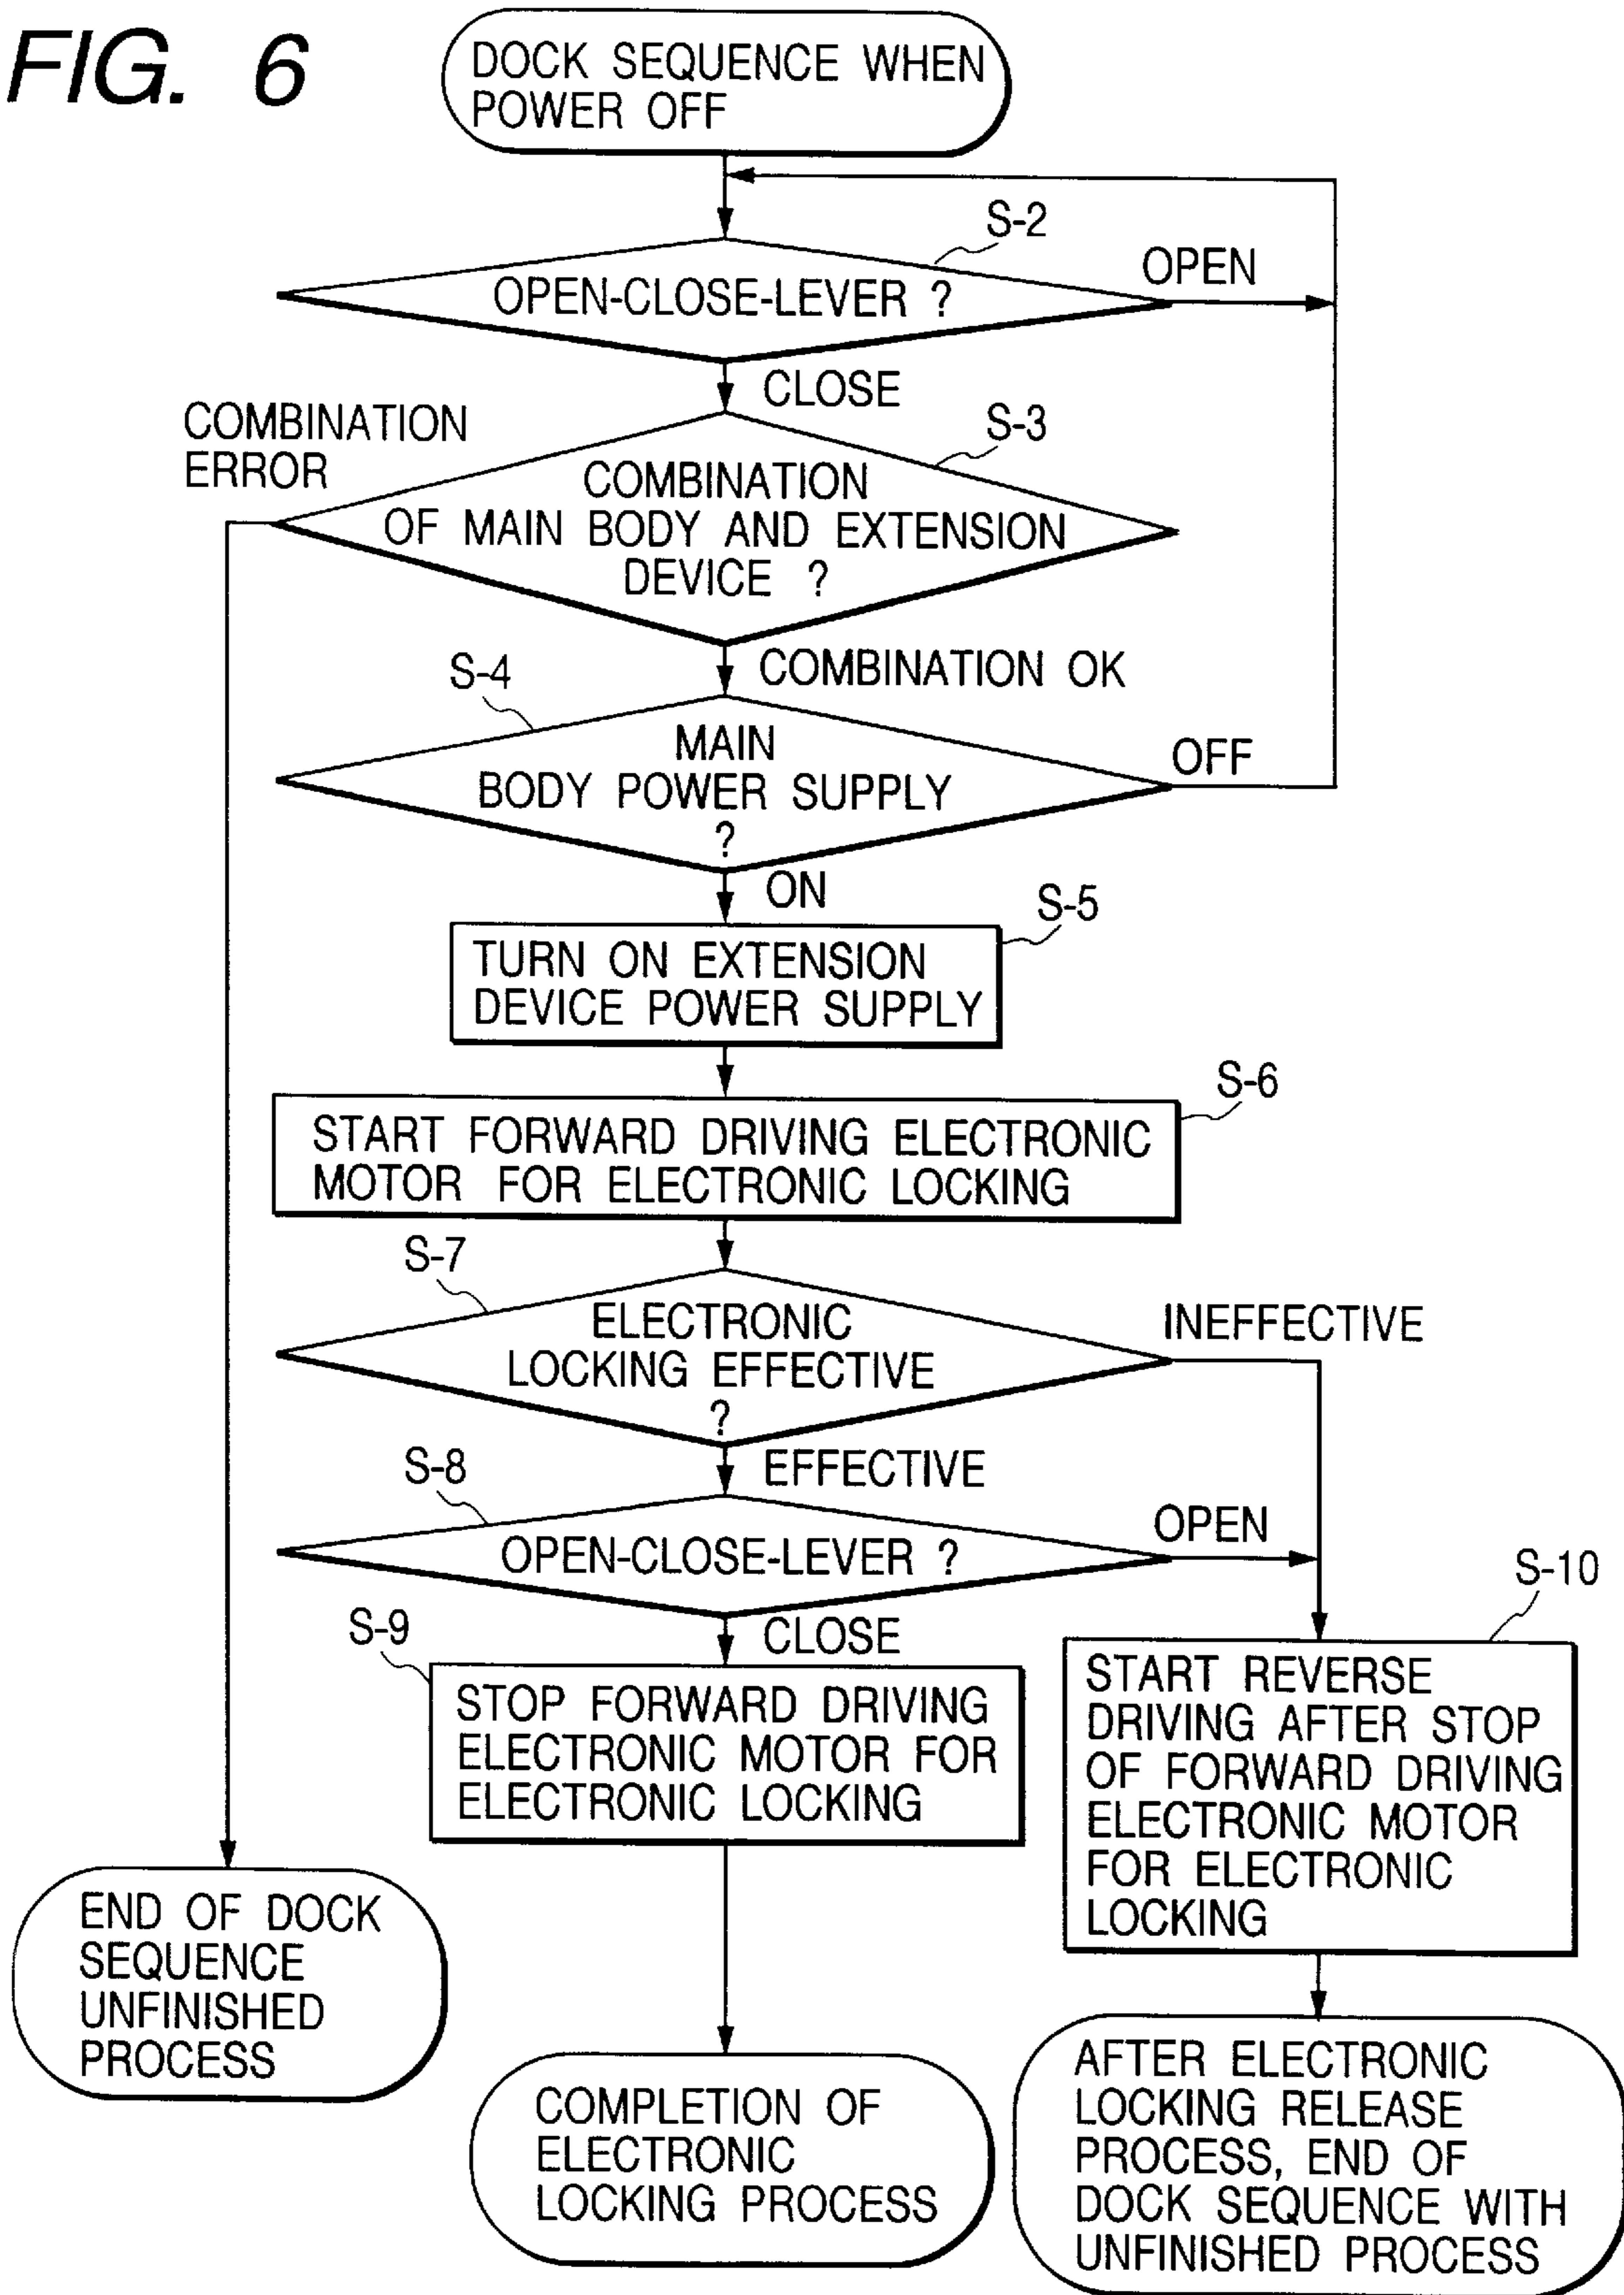 FIG. 6
DOCK SEQUENCE WHEN
POWER OFF
S-2
OPEN-CLOSE-LEVER ?
OPEN
CLOSE
COMBINATION
ERROR
S-3
COMBINATION
OF MAIN BODY AND EXTENSION
DEVICE ?
COMBINATION OK
S-4
MAIN
BODY POWER SUPPLY
?
OFF
ON
S-5
TURN ON EXTENSION
DEVICE POWER SUPPLY
S-6
START FORWARD DRIVING ELECTRONIC
MOTOR FOR ELECTRONIC LOCKING
S-7
ELECTRONIC
LOCKING EFFECTIVE
?
INEFFECTIVE
EFFECTIVE
S-8
OPEN-CLOSE-LEVER ?
OPEN
CLOSE
S-9
STOP FORWARD DRIVING
ELECTRONIC MOTOR FOR
ELECTRONIC LOCKING
S-10
START REVERSE
DRIVING AFTER STOP
OF FORWARD DRIVING
ELECTRONIC MOTOR
FOR ELECTRONIC
LOCKING
END OF DOCK
SEQUENCE
UNFINISHED
PROCESS
COMPLETION OF
ELECTRONIC
LOCKING PROCESS
AFTER ELECTRONIC
LOCKING RELEASE
PROCESS, END OF
DOCK SEQUENCE WITH
UNFINISHED PROCESS